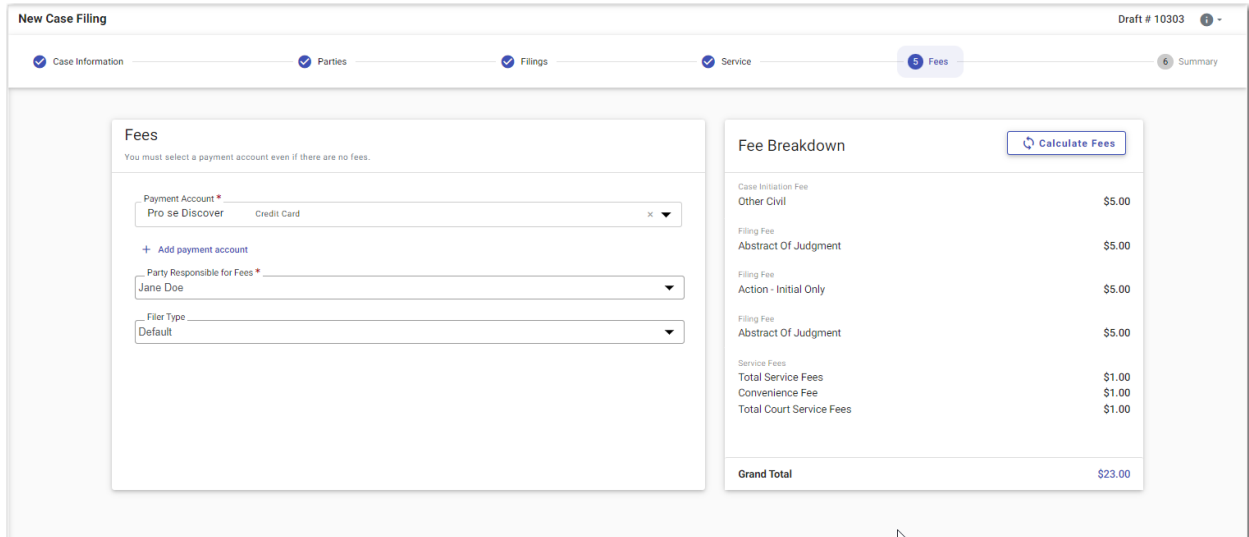 New Case Filing
Draft # 10303
Case Information
Parties
Filings
Service
5 Fees
6 Summary
Fees
You must select a payment account even if there are no fees.
Payment Account *
Pro se Discover Credit Card ×
+ Add payment account
Party Responsible for Fees *
Jane Doe
Filer Type
Default
Fee Breakdown
Calculate Fees
Case Initiation Fee
Other Civil $5.00
Filing Fee
Abstract Of Judgment $5.00
Filing Fee
Action - Initial Only $5.00
Filing Fee
Abstract Of Judgment $5.00
Service Fees
Total Service Fees $1.00
Convenience Fee $1.00
Total Court Service Fees $1.00
Grand Total $23.00